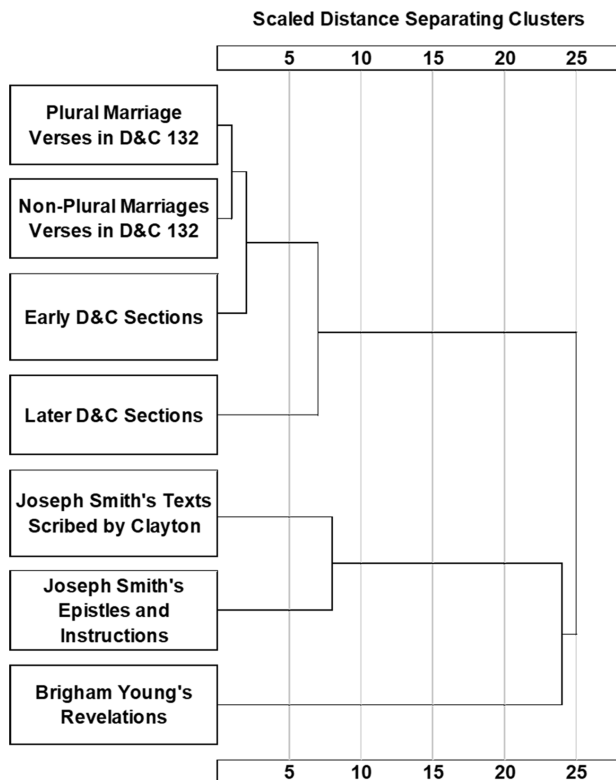 Scaled Distance Separating Clusters
5 10 15 20 25
Plural Marriage
Verses in D&C 132
Non-Plural Marriages
Verses in D&C 132
Early D&C Sections
Later D&C Sections
Joseph Smith's Texts
Scribed by Clayton
Joseph Smith's
Epistles and
Instructions
Brigham Young's
Revelations
5 10 15 20 25